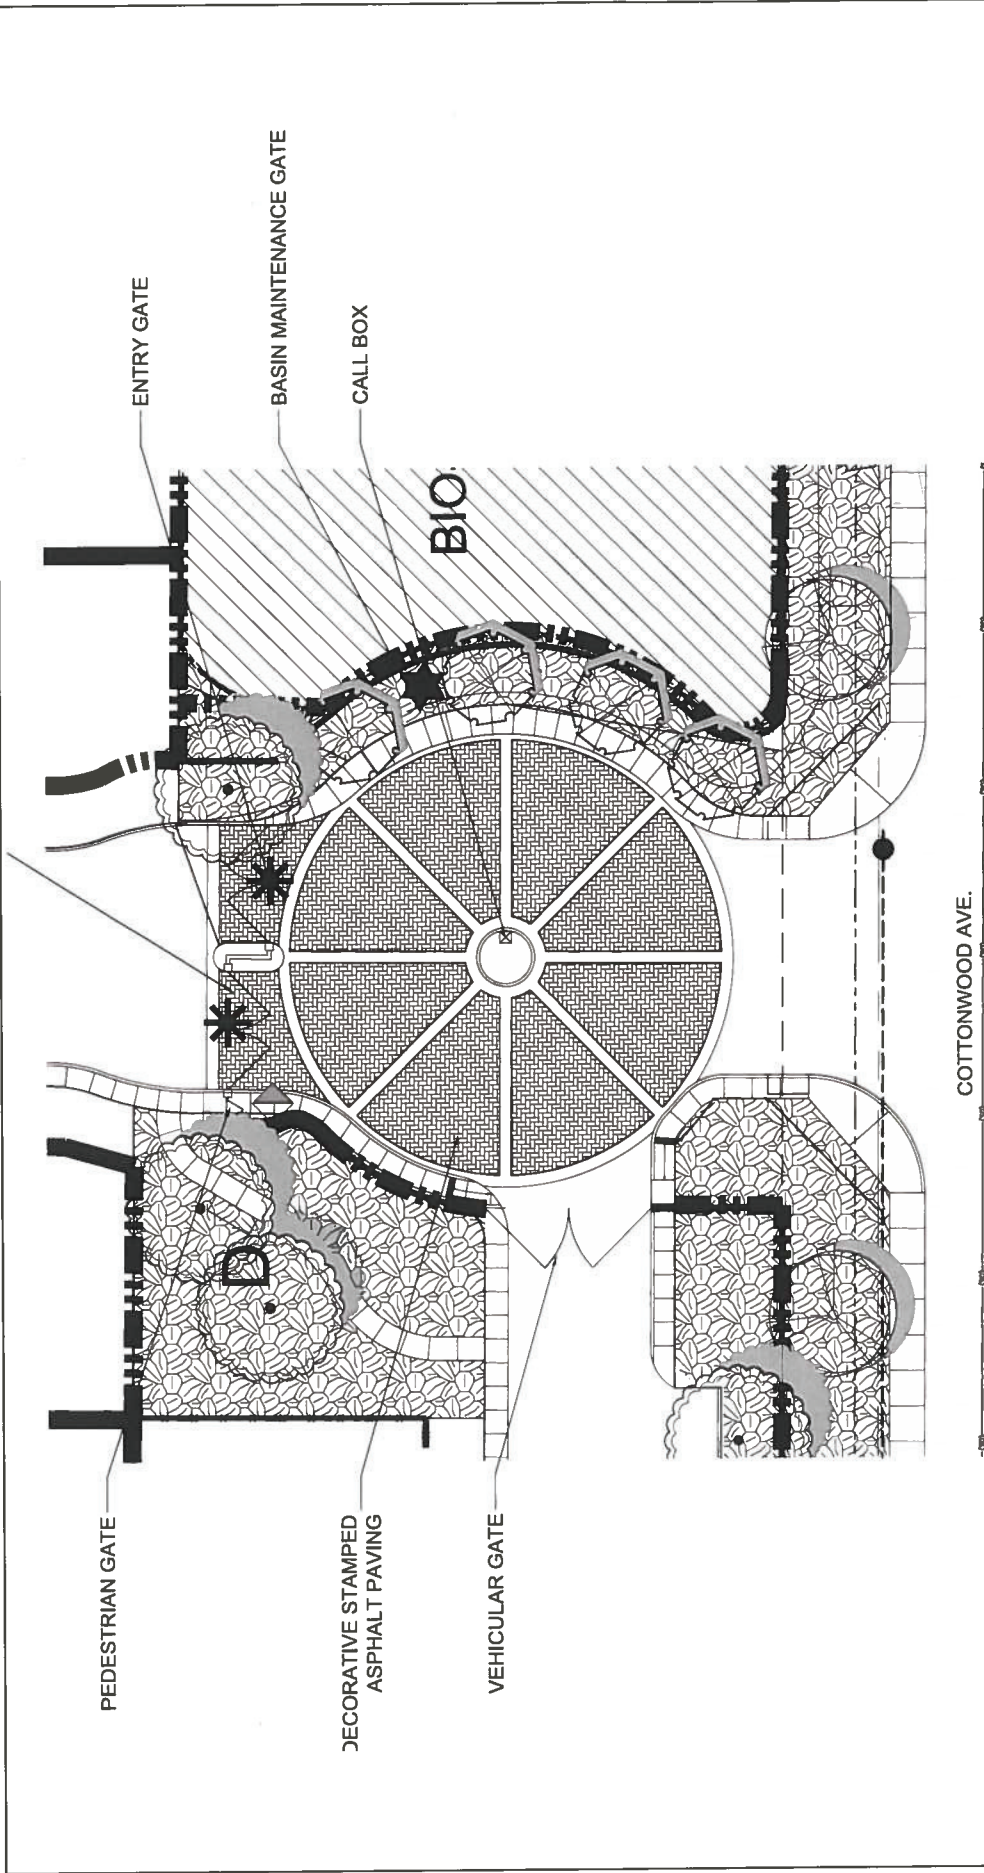 ENTRY GATE
BASIN MAINTENANCE GATE
CALL BOX
BIO.
D
PEDESTRIAN GATE
DECORATIVE STAMPED
ASPHALT PAVING
VEHICULAR GATE
COTTONWOOD AVE.